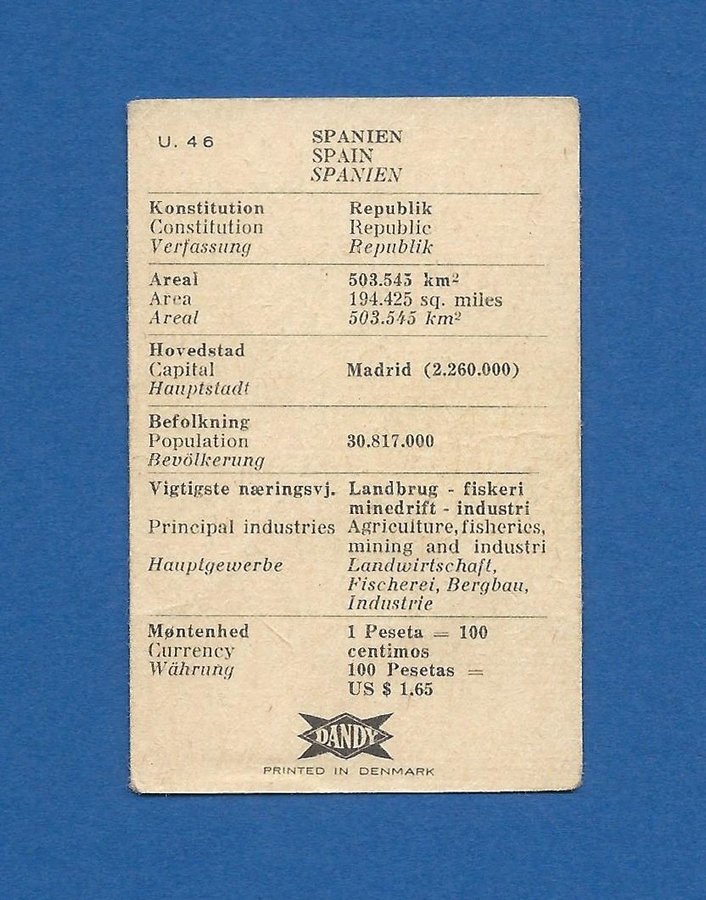 U. 46
SPANIEN
SPAIN
SPANIEN
Konstitution Republik
Constitution Republic
Verfassung Republik
Areal 503.545 km²
Area 194.425 sq. miles
Areal 503.545 km²
Hovedstad
Capital Madrid (2.260.000)
Hauptstadt
Befolkning
Population 30.817.000
Bevölkerung
Vigtigste næringsvj. Landbrug - fiskeri
minedrift - industri
Principal industries Agriculture, fisheries,
mining and industri
Hauptgewerbe Landwirtschaft,
Fischerei, Bergbau,
Industrie
Møntenhed 1 Peseta = 100
Currency centimos
Währung 100 Pesetas =
US $ 1.65
DANDY
PRINTED IN DENMARK